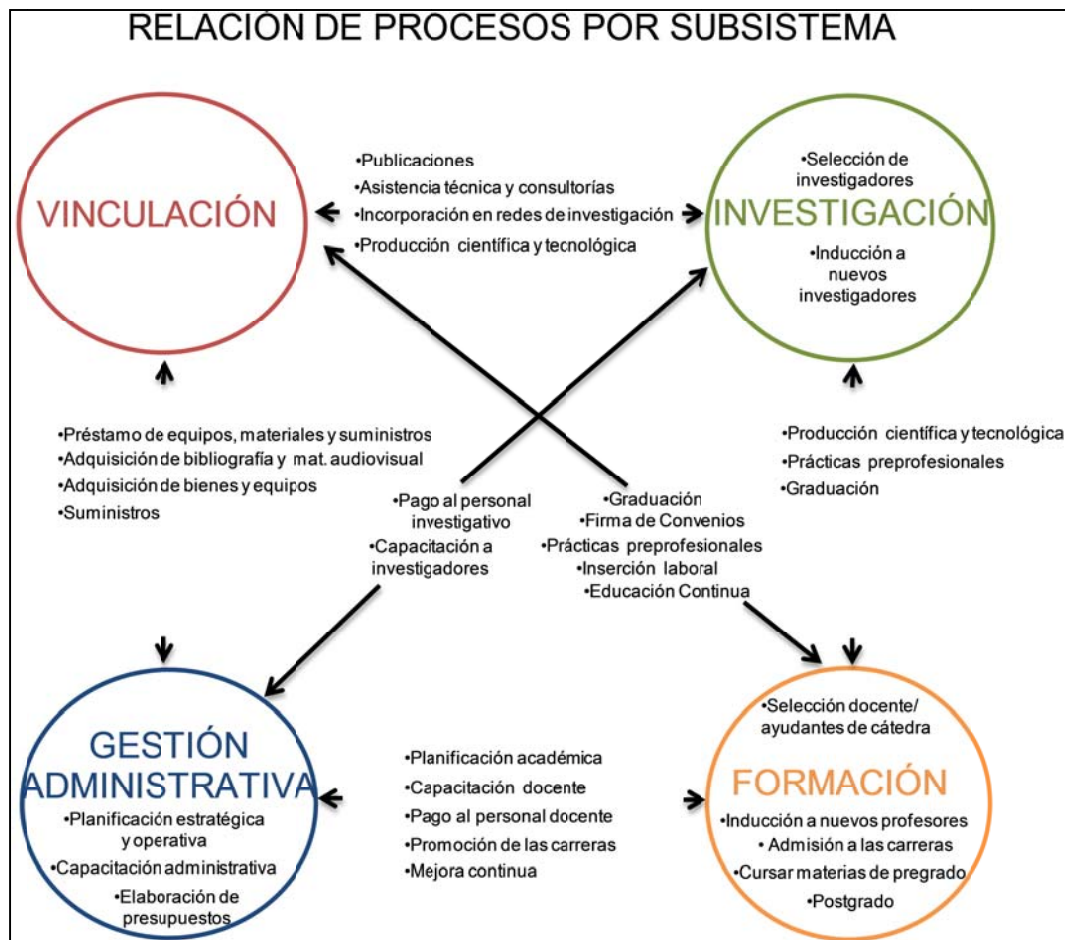 RELACIÓN DE PROCESOS POR SUBSISTEMA
VINCULACIÓN
•Publicaciones
•Asistencia técnica y consultorías
•Incorporación en redes de investigación
•Producción científica y tecnológica
•Selección de
investigadores
INVESTIGACIÓN
•Inducción a
nuevos
investigadores
•Préstamo de equipos, materiales y suministros
•Adquisición de bibliografía y mat. audiovisual
•Adquisición de bienes y equipos
•Suministros
•Pago al personal
investigativo
•Capacitación a
investigadores
•Graduación
•Firma de Convenios
•Prácticas preprofesionales
•Inserción laboral
•Educación Continua
•Producción científica y tecnológica
•Prácticas preprofesionales
•Graduación
GESTIÓN
ADMINISTRATIVA
•Planificación estratégica
y operativa
•Capacitación administrativa
•Elaboración de
presupuestos
•Planificación académica
•Capacitación docente
•Pago al personal docente
•Promoción de las carreras
•Mejora continua
•Selección docente/
ayudantes de cátedra
FORMACIÓN
•Inducción a nuevos profesores
• Admisión a las carreras
•Cursar materias de pregrado
•Postgrado